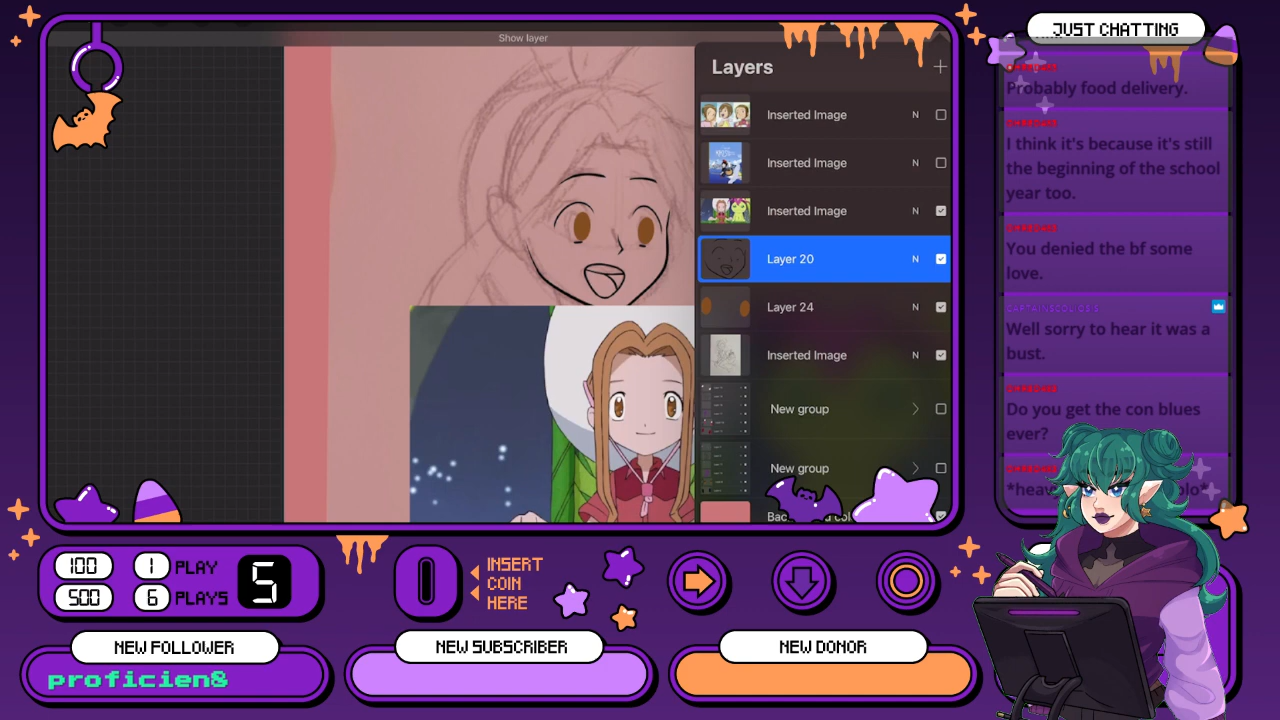 Show layer
Layers
Inserted Image N
Inserted Image N
Inserted Image N
Layer 20 N
Layer 24 N
Inserted Image N
New group
New group
JUST CHATTING
Probably food delivery.
I think it's because it's still
the beginning of the school
year too.
You denied the bf some
love.
Well sorry to hear it was a
bust.
Do you get the con blues
ever?
100
1 PLAY
500
6 PLAYS
5
INSERT
COIN
HERE
NEW FOLLOWER
proficien&
NEW SUBSCRIBER
NEW DONOR